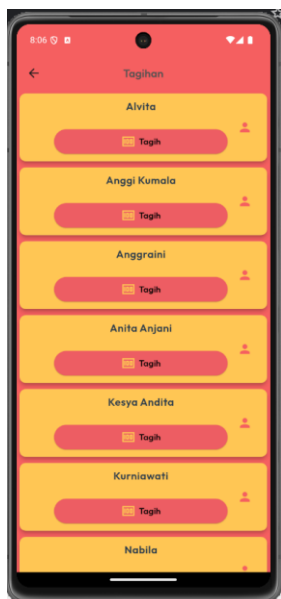 8:06
Tagihan
Alvita
Tagih
Anggi Kumala
Tagih
Anggraini
Tagih
Anita Anjani
Tagih
Kesya Andita
Tagih
Kurniawati
Tagih
Nabila